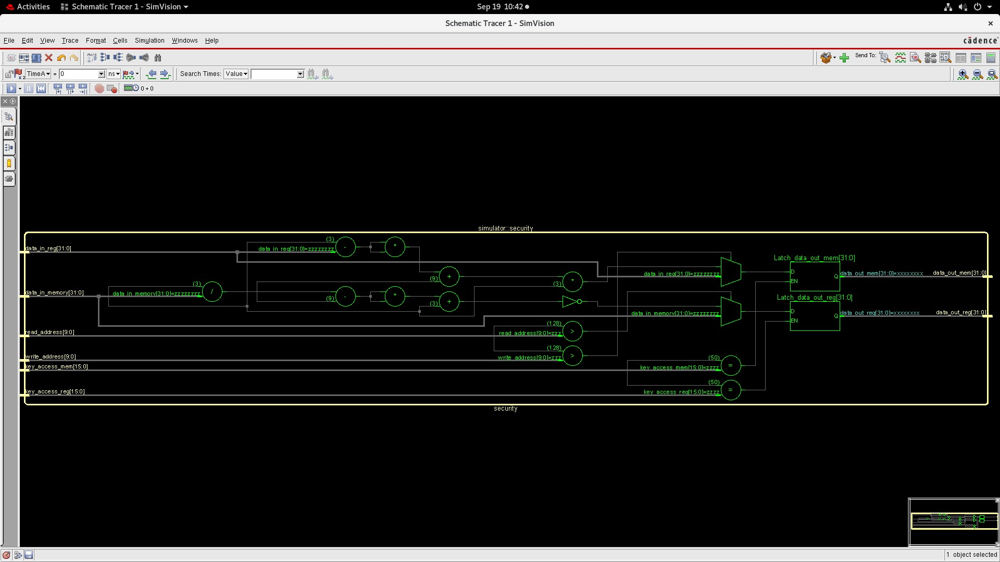 Activities
Schematic Tracer 1 - SimVision
Sep 19 10:42
Schematic Tracer 1 - SimVision
File Edit View Trace Format Cells Simulation Windows Help
cādence
Send To:
TimeA = 0 ns
Search Times: Value
0 + 0
simulator::security
data_in_reg[31:0]
(3)
data_in_reg[31:0]=zzzzzzzz
-
*
Latch_data_out_mem[31:0]
data_in_reg[31:0]=zzzzzzzz
D
Q
EN
data_out_mem[31:0]=xxxxxxxx
data_out_mem[31:0]
(9)
+
(3)
*
data_in_memory[31:0]
(3)
data_in_memory[31:0]=zzzzzzzz
/
(9)
-
*
(3)
+
Latch_data_out_reg[31:0]
data_in_memory[31:0]=zzzzzzzz
D
Q
EN
data_out_reg[31:0]=xxxxxxxx
data_out_reg[31:0]
read_address[9:0]
(128)
read_address[9:0]=zzz
>
write_address[9:0]
(128)
write_address[9:0]=zzz
>
key_access_mem[15:0]
(50)
key_access_mem[15:0]=zzzz
=
key_access_reg[15:0]
(50)
key_access_reg[15:0]=zzzz
=
security
1 object selected